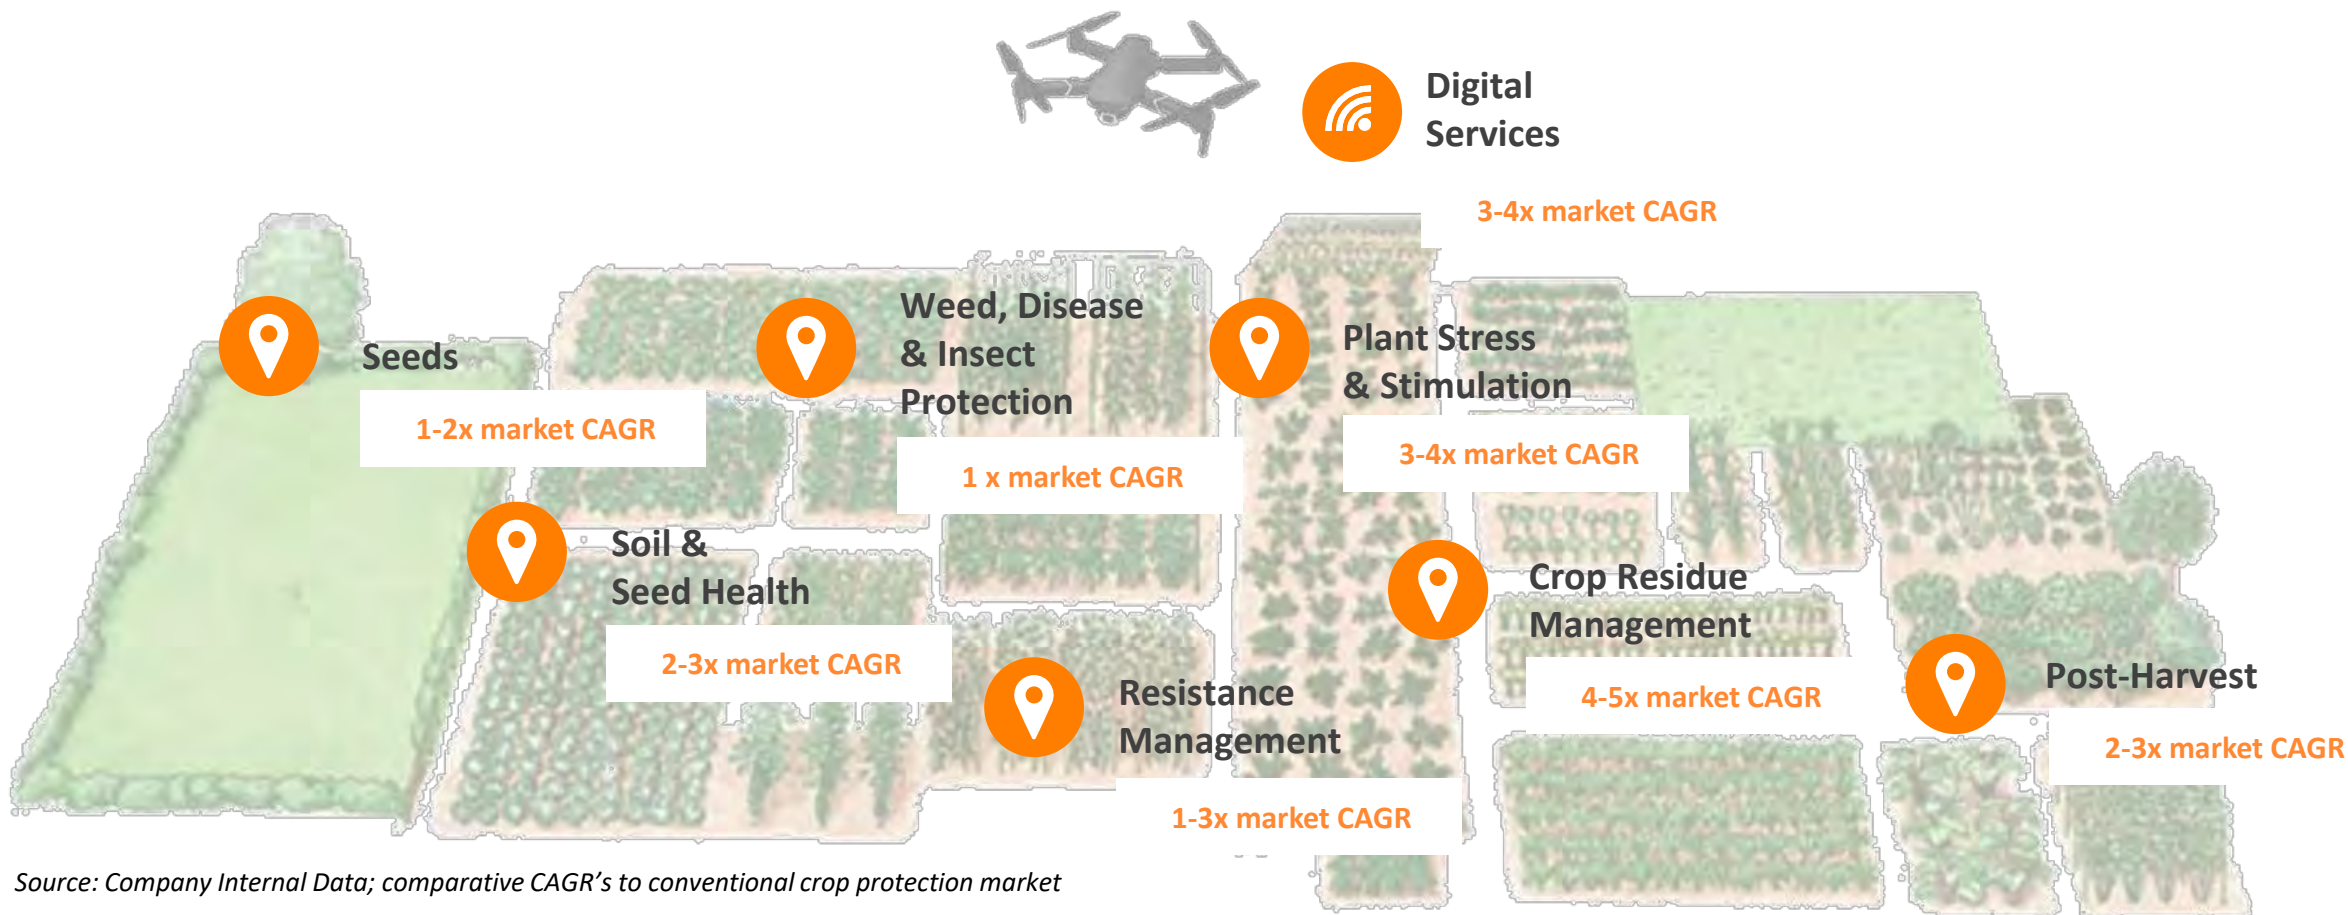 Digital
Services
3-4x market CAGR
Seeds
1-2x market CAGR
Weed, Disease
& Insect
Protection
1 x market CAGR
Plant Stress
& Stimulation
3-4x market CAGR
Soil &
Seed Health
2-3x market CAGR
Resistance
Management
1-3x market CAGR
Crop Residue
Management
4-5x market CAGR
Post-Harvest
2-3x market CAGR
Source: Company Internal Data; comparative CAGR's to conventional crop protection market